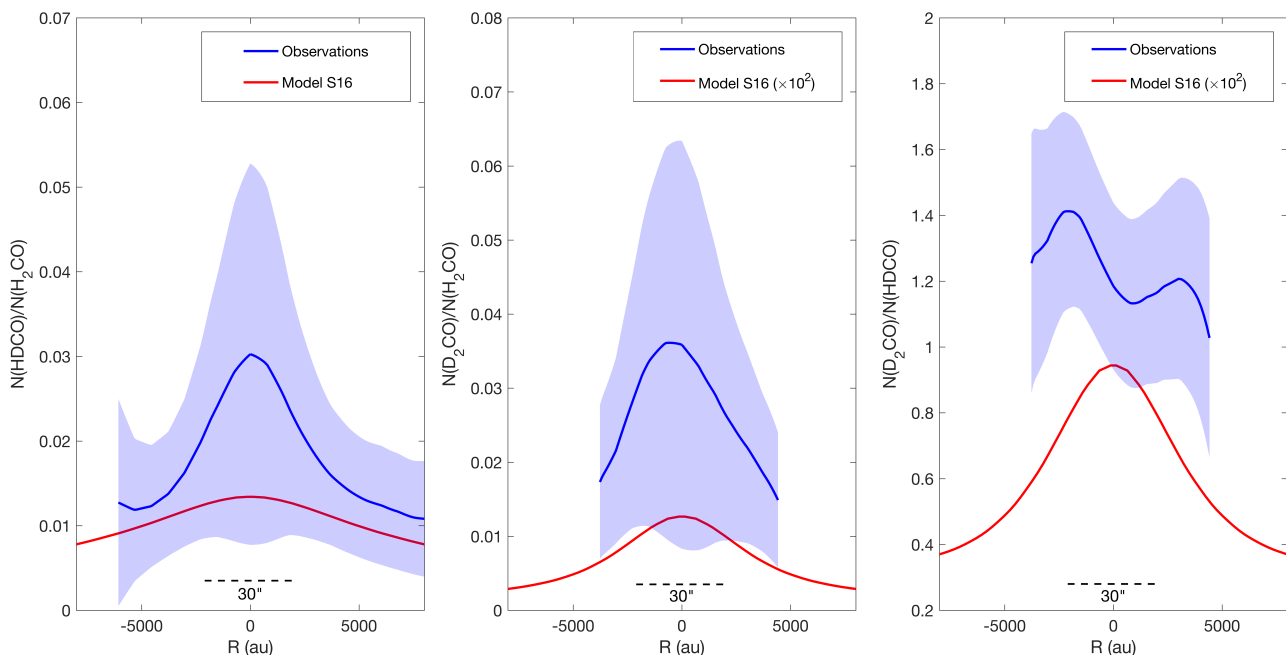 N(HDCO)/N(H₂CO)
0.07
0.06
0.05
0.04
0.03
0.02
0.01
0
Observations
Model S16
30"
-5000 0 5000
R (au)
N(D₂CO)/N(H₂CO)
0.08
0.07
0.06
0.05
0.04
0.03
0.02
0.01
0
Observations
Model S16 (×10²)
30"
-5000 0 5000
R (au)
N(D₂CO)/N(HDCO)
2
1.8
1.6
1.4
1.2
1
0.8
0.6
0.4
0.2
Observations
Model S16 (×10²)
30"
-5000 0 5000
R (au)